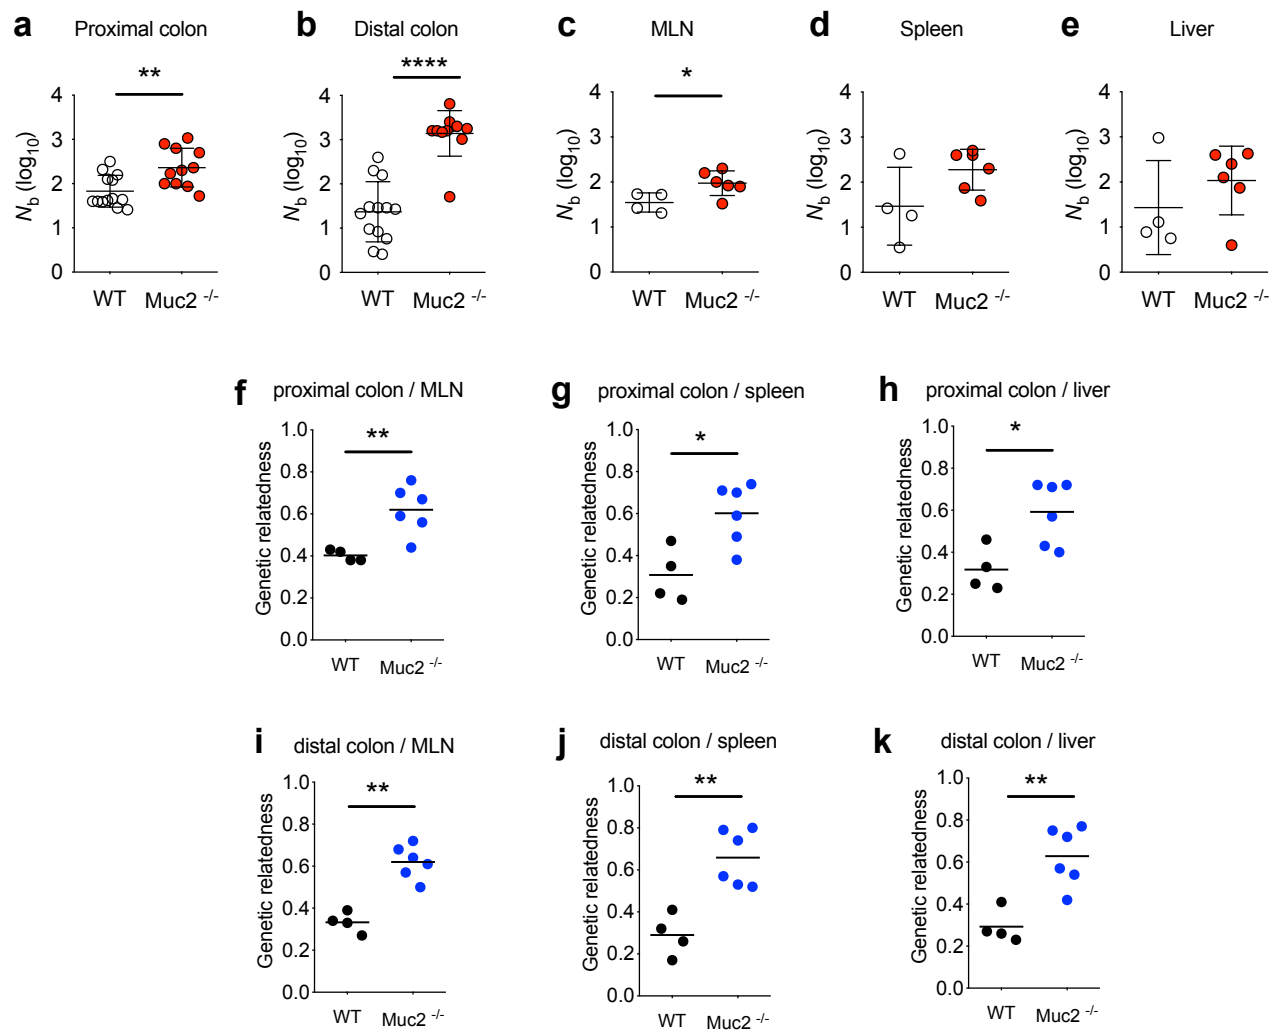 a Proximal colon
**
N_b (log10)
4
3
2
1
0
WT Muc2 -/-
b Distal colon
****
N_b (log10)
4
3
2
1
0
WT Muc2 -/-
c MLN
*
N_b (log10)
4
3
2
1
0
WT Muc2 -/-
d Spleen
N_b (log10)
4
3
2
1
0
WT Muc2 -/-
e Liver
N_b (log10)
4
3
2
1
0
WT Muc2 -/-
f proximal colon / MLN
**
Genetic relatedness
1.0
0.8
0.6
0.4
0.2
0.0
WT Muc2 -/-
g proximal colon / spleen
*
Genetic relatedness
1.0
0.8
0.6
0.4
0.2
0.0
WT Muc2 -/-
h proximal colon / liver
*
Genetic relatedness
1.0
0.8
0.6
0.4
0.2
0.0
WT Muc2 -/-
i distal colon / MLN
**
Genetic relatedness
1.0
0.8
0.6
0.4
0.2
0.0
WT Muc2 -/-
j distal colon / spleen
**
Genetic relatedness
1.0
0.8
0.6
0.4
0.2
0.0
WT Muc2 -/-
k distal colon / liver
**
Genetic relatedness
1.0
0.8
0.6
0.4
0.2
0.0
WT Muc2 -/-